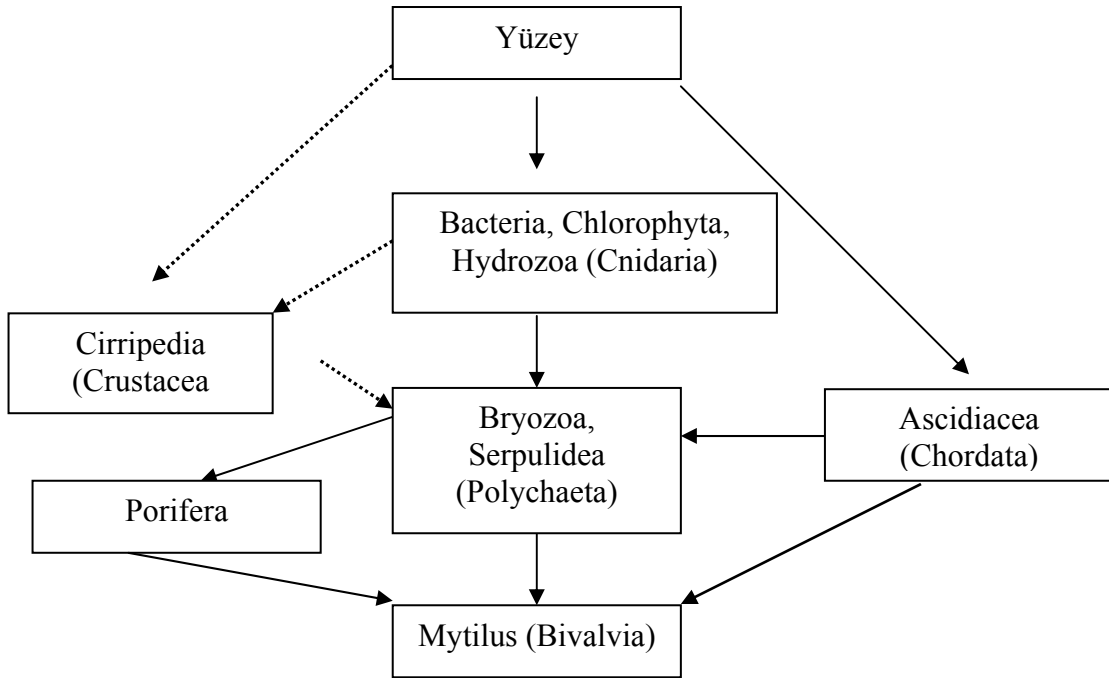 Yüzey
Bacteria, Chlorophyta,
Hydrozoa (Cnidaria)
Cirripedia
(Crustacea
Bryozoa,
Serpulidea
(Polychaeta)
Ascidiacea
(Chordata)
Porifera
Mytilus (Bivalvia)